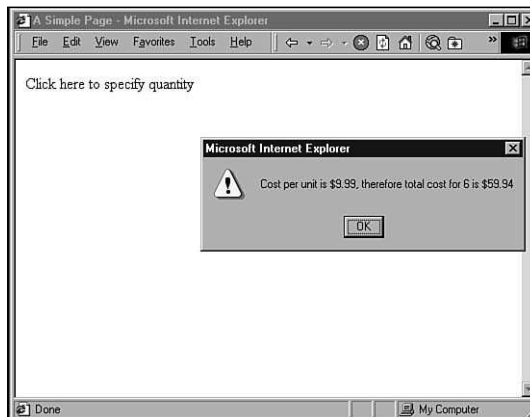 A Simple Page - Microsoft Internet Explorer
File Edit View Favorites Tools Help »
Click here to specify quantity
Microsoft Internet Explorer
Cost per unit is $9.99, therefore total cost for 6 is $59.94
OK
Done
My Computer